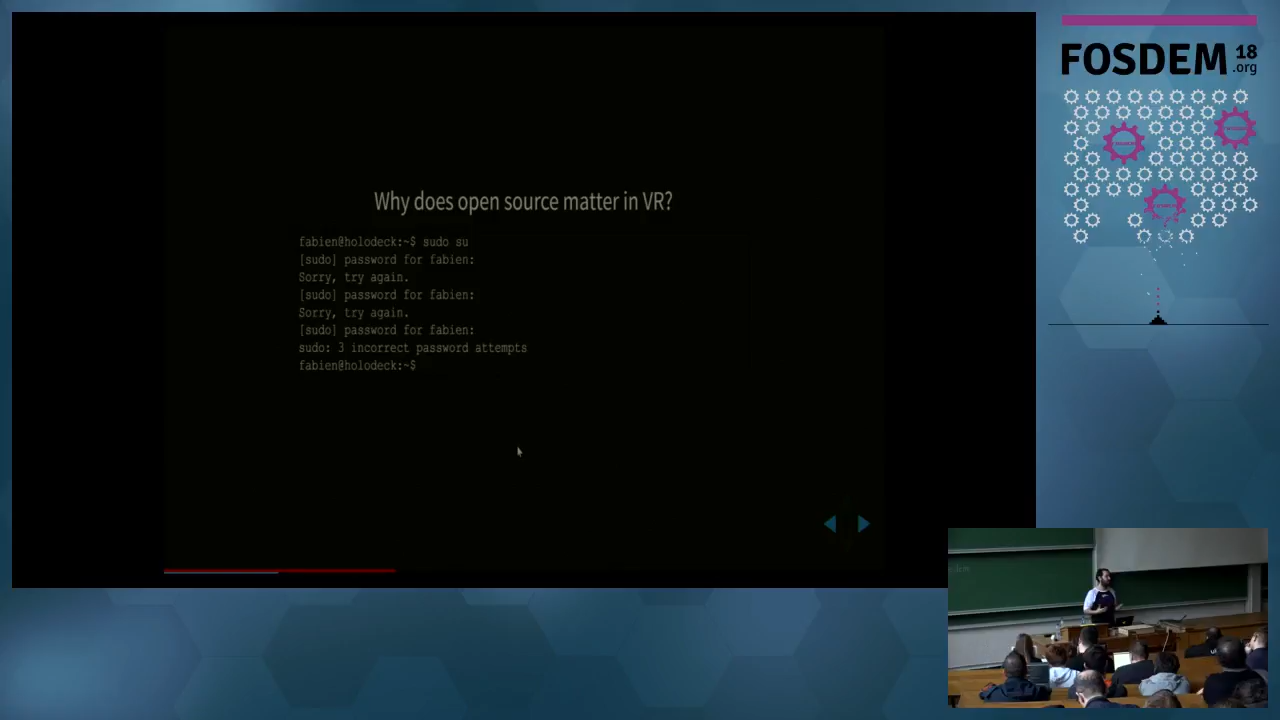 Why does open source matter in VR?
fabien@holodeck:~$ sudo su
[sudo] password for fabien:
Sorry, try again.
[sudo] password for fabien:
Sorry, try again.
[sudo] password for fabien:
sudo: 3 incorrect password attempts
fabien@holodeck:~$
FOSDEM 18
.org